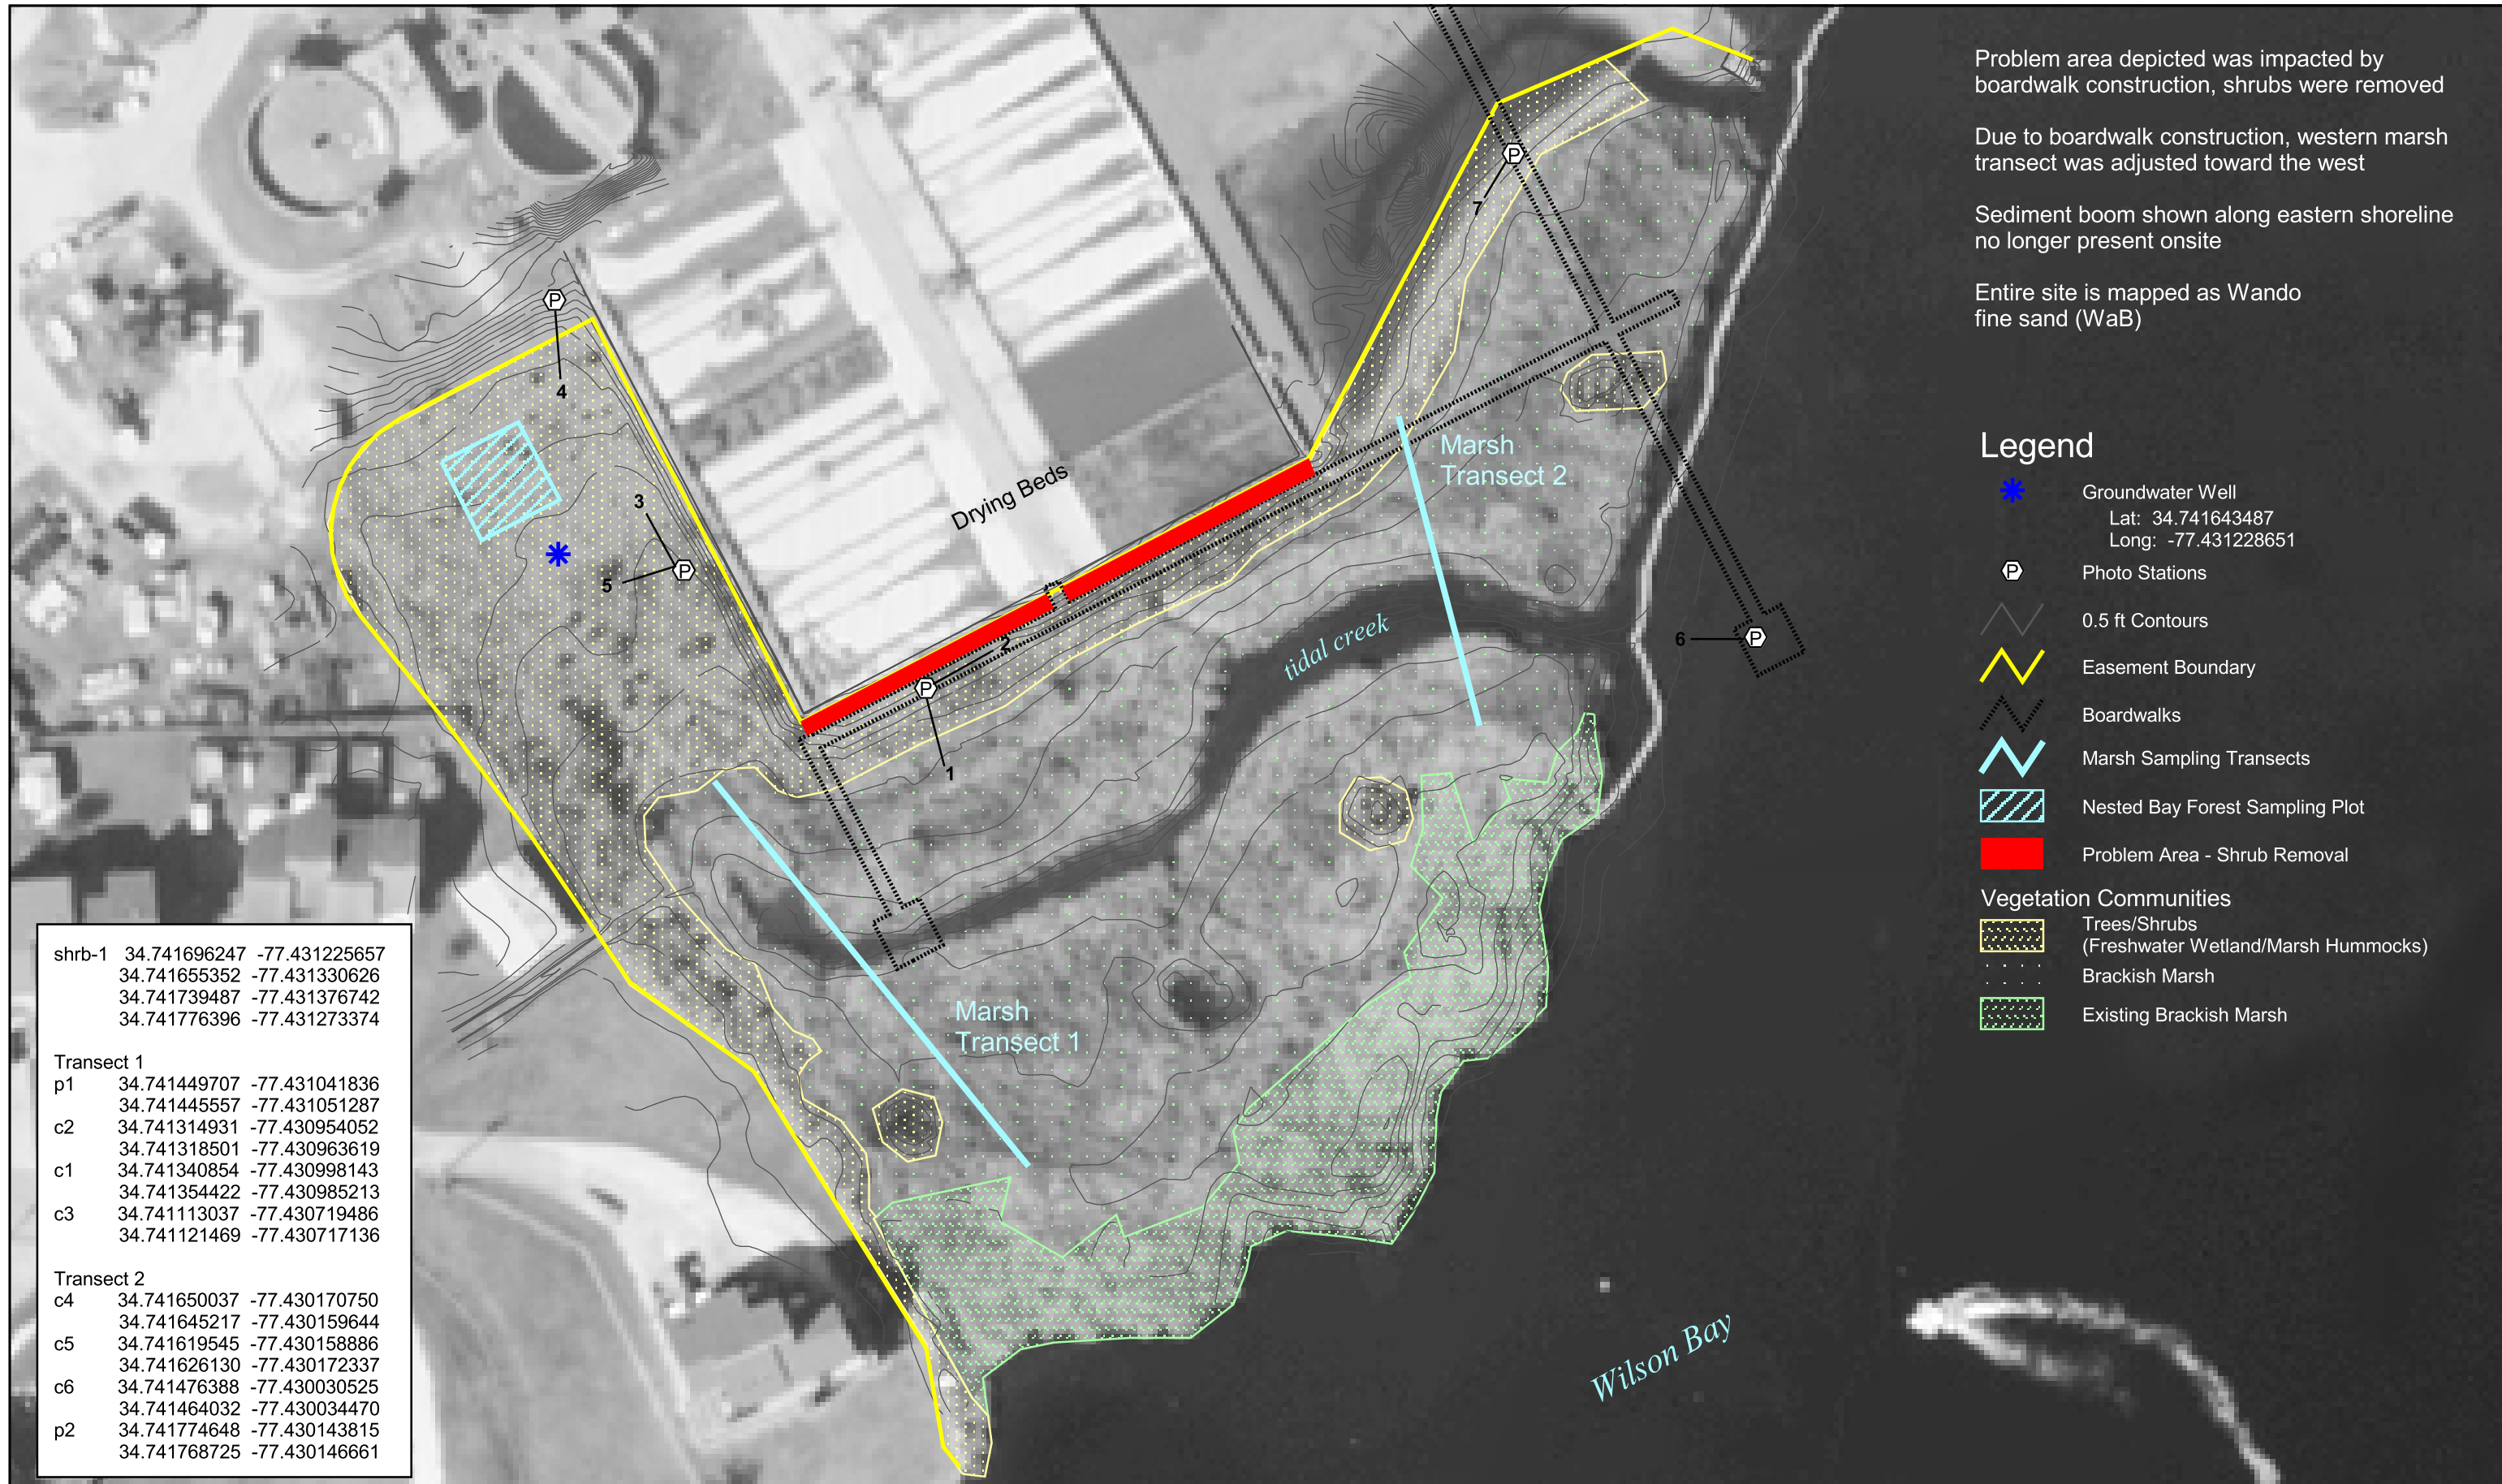 Problem area depicted was impacted by
boardwalk construction, shrubs were removed
Due to boardwalk construction, western marsh
transect was adjusted toward the west
Sediment boom shown along eastern shoreline
no longer present onsite
Entire site is mapped as Wando
fine sand (WaB)
Legend
Groundwater Well
Lat: 34.741643487
Long: -77.431228651
P Photo Stations
0.5 ft Contours
Easement Boundary
Boardwalks
Marsh Sampling Transects
Nested Bay Forest Sampling Plot
Problem Area - Shrub Removal
Vegetation Communities
Trees/Shrubs
(Freshwater Wetland/Marsh Hummocks)
Brackish Marsh
Existing Brackish Marsh
P
7
P
4
Marsh
Transect 2
Drying Beds
3
P
5
2
P
1
tidal creek
6 P
Marsh
Transect 1
Wilson Bay
shrb-1 34.741696247 -77.431225657
34.741655352 -77.431330626
34.741739487 -77.431376742
34.741776396 -77.431273374
Transect 1
p1 34.741449707 -77.431041836
34.741445557 -77.431051287
c2 34.741314931 -77.430954052
34.741318501 -77.430963619
c1 34.741340854 -77.430998143
34.741354422 -77.430985213
c3 34.741113037 -77.430719486
34.741121469 -77.430717136
Transect 2
c4 34.741650037 -77.430170750
34.741645217 -77.430159644
c5 34.741619545 -77.430158886
34.741626130 -77.430172337
c6 34.741476388 -77.430030525
34.741464032 -77.430034470
p2 34.741774648 -77.430143815
34.741768725 -77.430146661